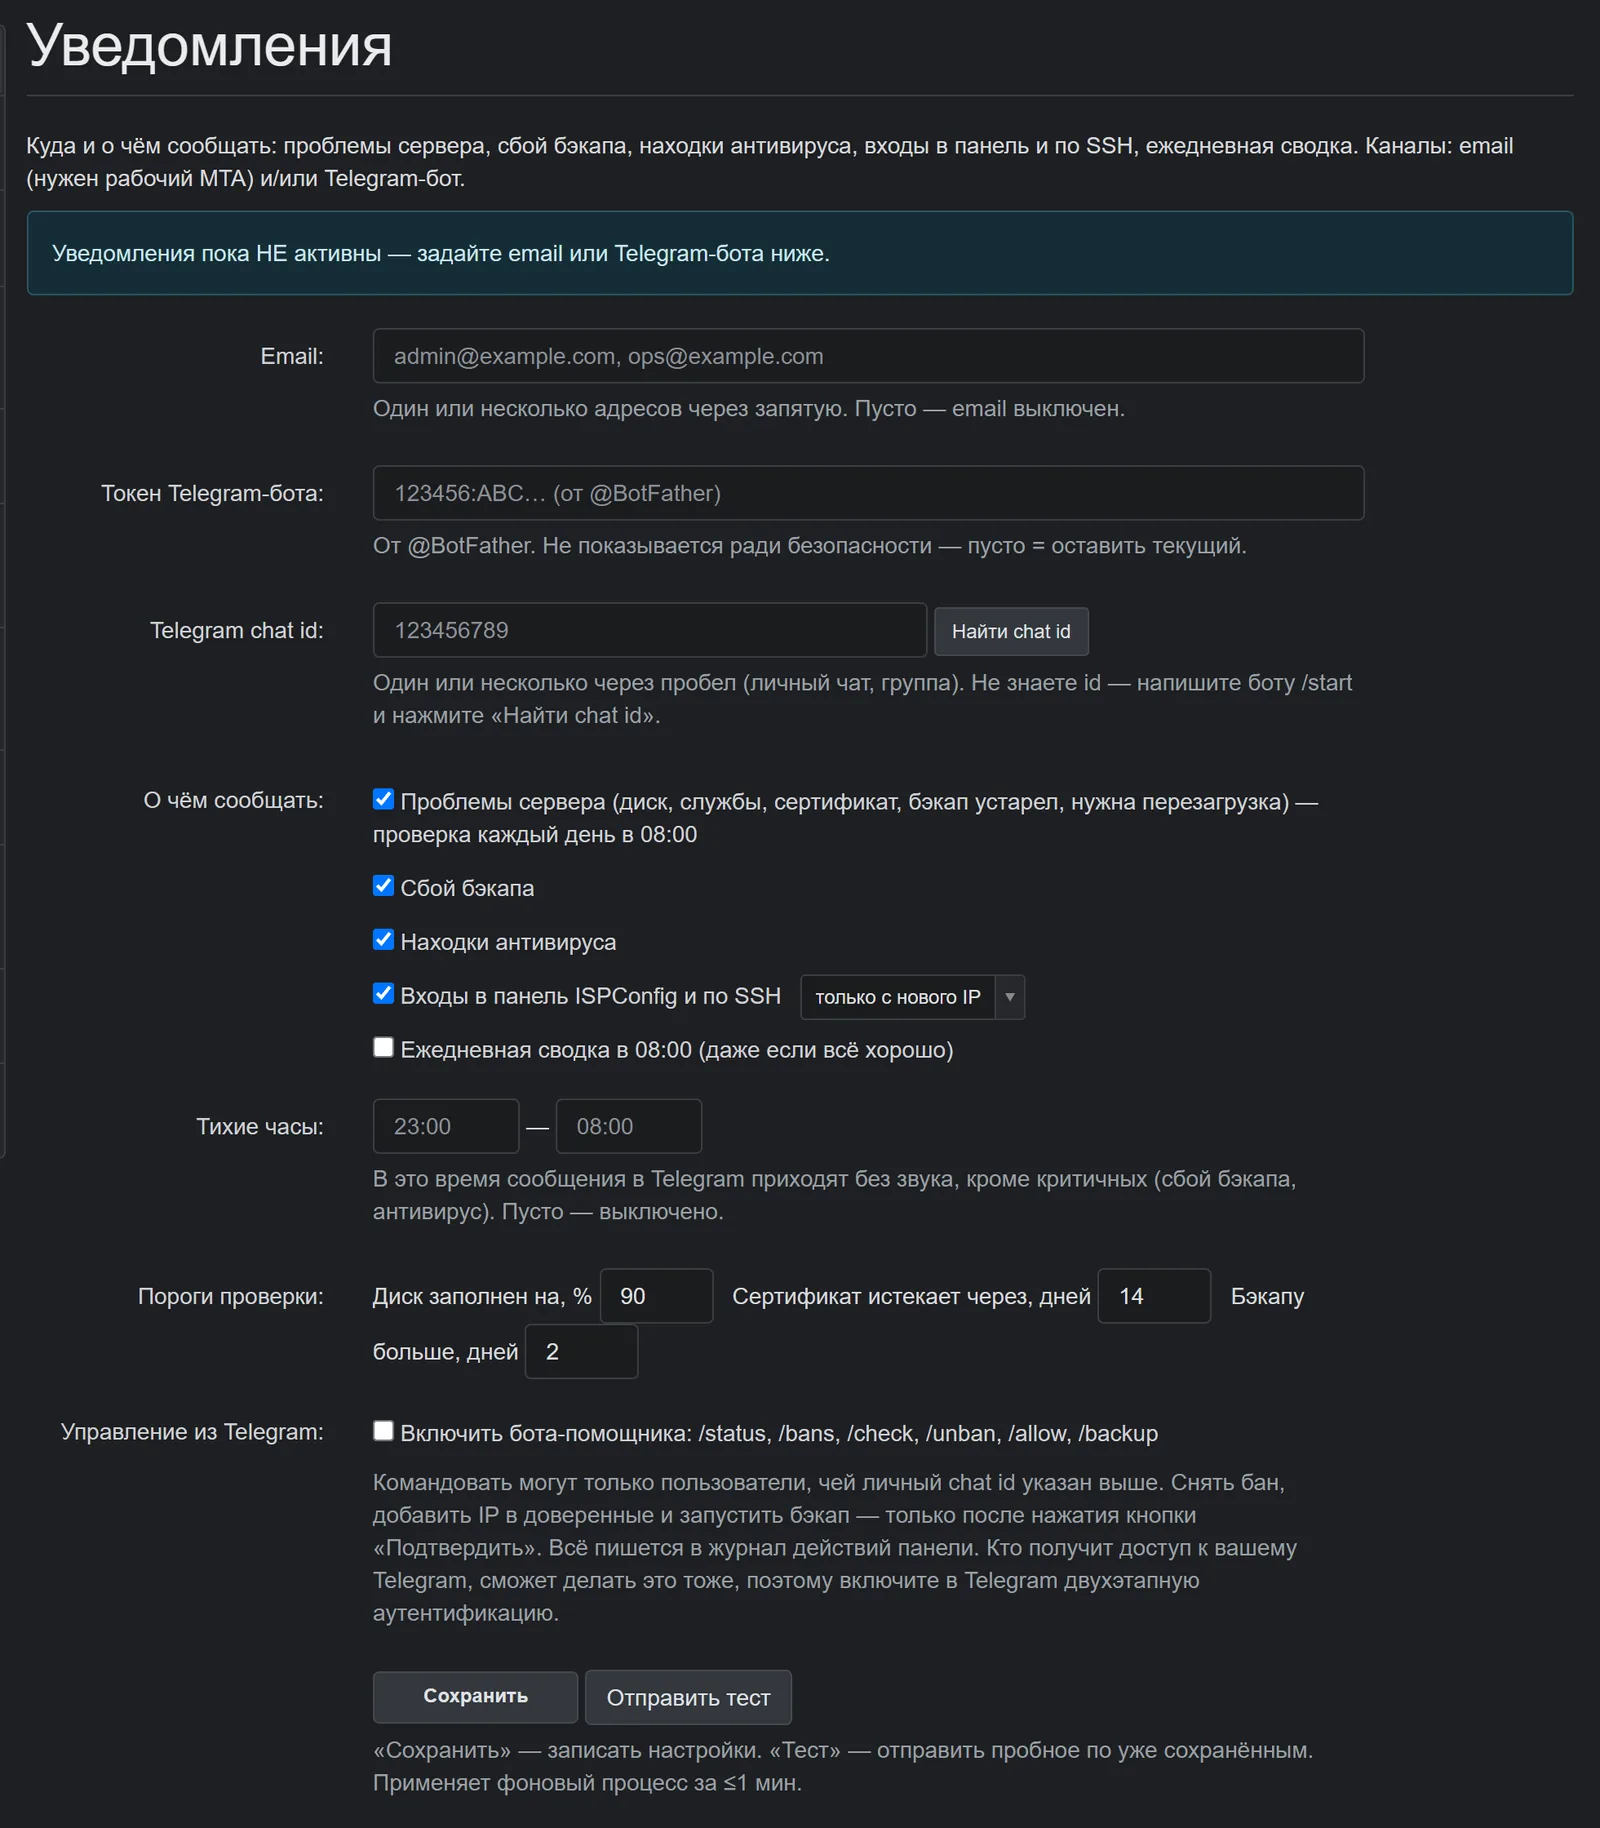 Уведомления
Куда и о чём сообщать: проблемы сервера, сбой бэкапа, находки антивируса, входы в панель и по SSH, ежедневная сводка. Каналы: email
(нужен рабочий MTA) и/или Telegram-бот.
Уведомления пока НЕ активны — задайте email или Telegram-бота ниже.
Email: admin@example.com, ops@example.com
Один или несколько адресов через запятую. Пусто — email выключен.
Токен Telegram-бота: 123456:ABC… (от @BotFather)
От @BotFather. Не показывается ради безопасности — пусто = оставить текущий.
Telegram chat id: 123456789 Найти chat id
Один или несколько через пробел (личный чат, группа). Не знаете id — напишите боту /start
и нажмите «Найти chat id».
О чём сообщать: Проблемы сервера (диск, службы, сертификат, бэкап устарел, нужна перезагрузка) —
проверка каждый день в 08:00
Сбой бэкапа
Находки антивируса
Входы в панель ISPConfig и по SSH только с нового IP
Ежедневная сводка в 08:00 (даже если всё хорошо)
Тихие часы: 23:00 — 08:00
В это время сообщения в Telegram приходят без звука, кроме критичных (сбой бэкапа,
антивирус). Пусто — выключено.
Пороги проверки: Диск заполнен на, % 90 Сертификат истекает через, дней 14 Бэкапу
больше, дней 2
Управление из Telegram: Включить бота-помощника: /status, /bans, /check, /unban, /allow, /backup
Командовать могут только пользователи, чей личный chat id указан выше. Снять бан,
добавить IP в доверенные и запустить бэкап — только после нажатия кнопки
«Подтвердить». Всё пишется в журнал действий панели. Кто получит доступ к вашему
Telegram, сможет делать это тоже, поэтому включите в Telegram двухэтапную
аутентификацию.
Сохранить Отправить тест
«Сохранить» — записать настройки. «Тест» — отправить пробное по уже сохранённым.
Применяет фоновый процесс за ≤1 мин.